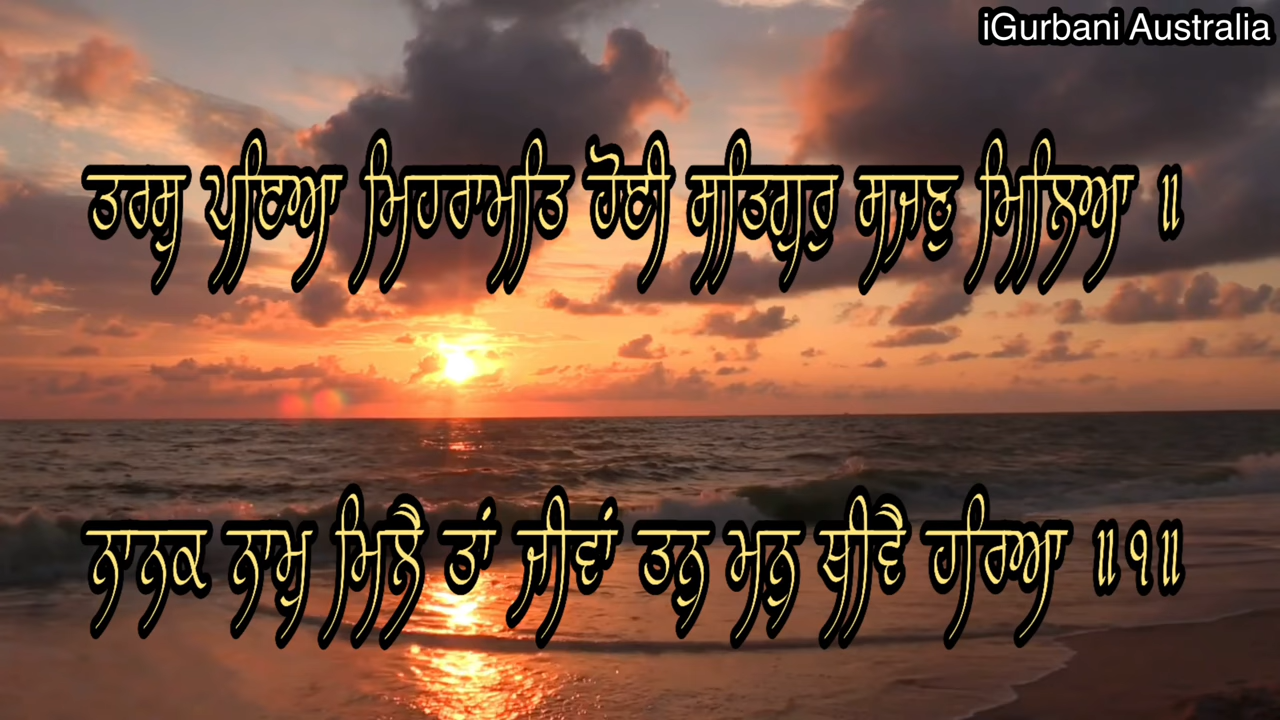 iGurbani Australia
ਤਰਸੁ ਪਇਆ ਮਿਹਰਾਮਤਿ ਹੋਈ ਸਤਿਗੁਰੁ ਸਜਣੁ ਮਿਲਿਆ ॥
ਨਾਨਕ ਨਾਮੁ ਮਿਲੈ ਤਾਂ ਜੀਵਾਂ ਤਨੁ ਮਨੁ ਥੀਵੈ ਹਰਿਆ ॥੧॥